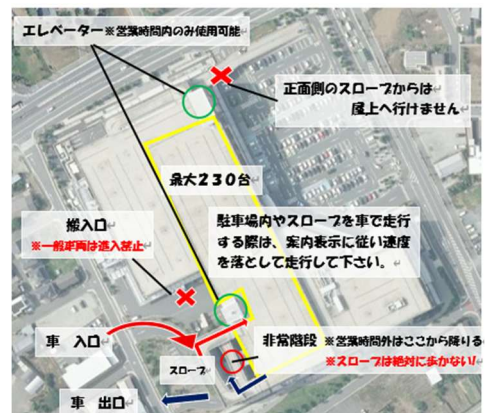 エレベーター※営業時間内のみ使用可能
正面側のスロープからは
屋上へ行けません
最大230台
搬入口
※一般車両は進入禁止
駐車場内やスロープを車で走行
する際は、案内表示に従い速度
を落として走行して下さい。
車 入口
スロープ
非常階段 ※営業時間外はここから降りる
※スロープは絶対に歩かない!
車 出口